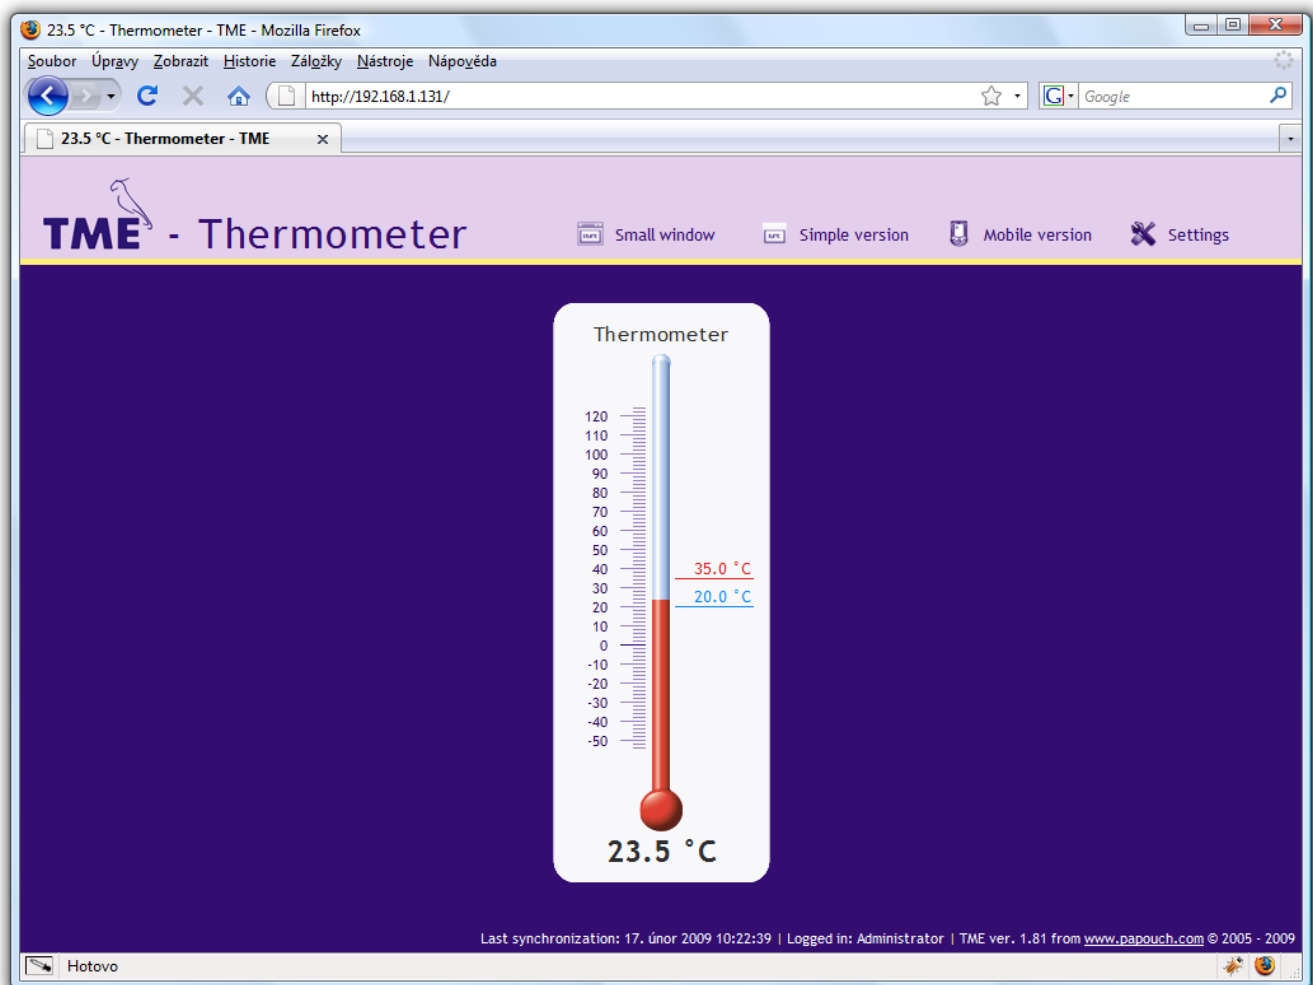 23.5 °C - Thermometer - TME - Mozilla Firefox
Soubor Úpravy Zobrazit Historie Záložky Nástroje Nápověda
http://192.168.1.131/ G Google
23.5 °C - Thermometer - TME
TME - Thermometer Small window Simple version Mobile version Settings
Thermometer
120
110
100
90
80
70
60
50
40 35.0 °C
30
20 20.0 °C
10
0
-10
-20
-30
-40
-50
23.5 °C
Last synchronization: 17. únor 2009 10:22:39 | Logged in: Administrator | TME ver. 1.81 from www.papouch.com © 2005 - 2009
Hotovo